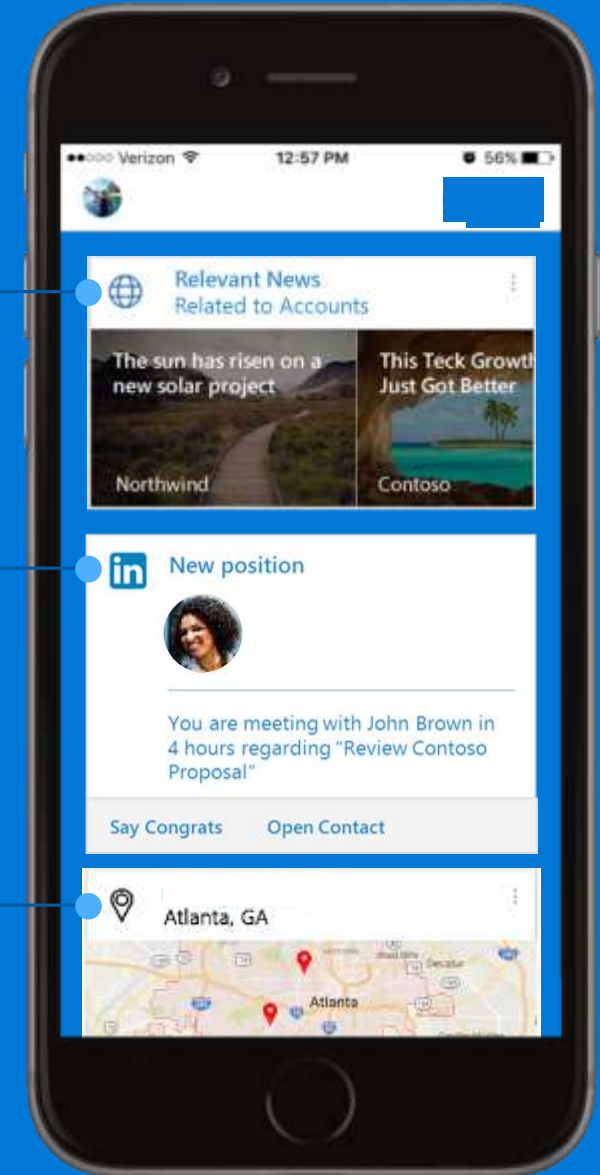 Verizon 12:57 PM 56%
Relevant News
Related to Accounts
The sun has risen on a
new solar project
Northwind
This Teck Growth
Just Got Better
Contoso
in New position
You are meeting with John Brown in
4 hours regarding "Review Contoso
Proposal"
Say Congrats Open Contact
Atlanta, GA
Decatur
Atlanta